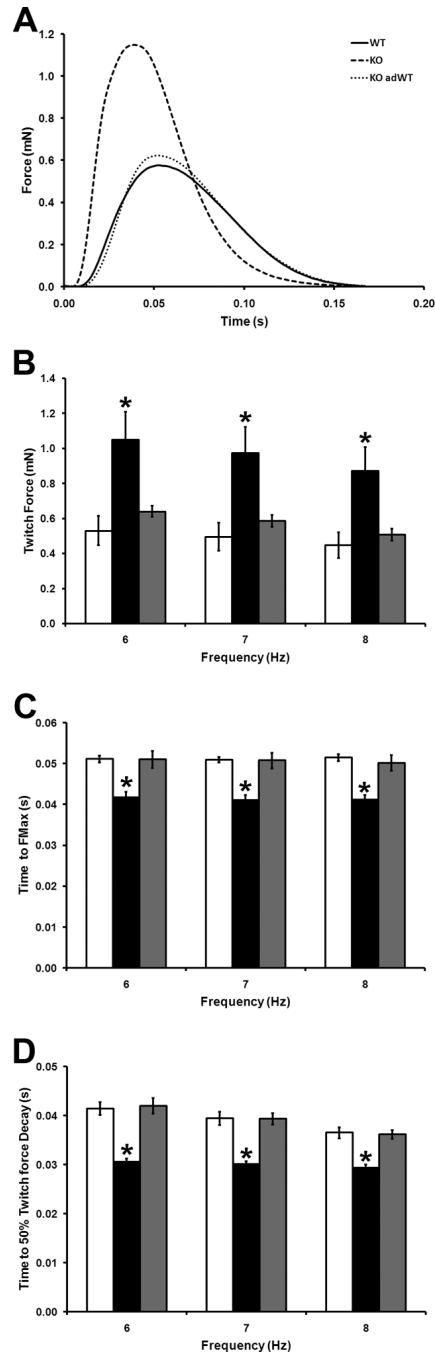 A
WT
KO
KO adWT
1.2
1.0
0.8
0.6
0.4
0.2
0.0
Force (mN)
0.00 0.05 0.10 0.15 0.20
Time (s)
B
1.4
1.2
1.0
0.8
0.6
0.4
0.2
0.0
Twitch Force (mN)
* * *
6 7 8
Frequency (Hz)
C
0.06
0.05
0.04
0.03
0.02
0.01
0.00
Time to FMax (s)
* * *
6 7 8
Frequency (Hz)
D
0.05
0.04
0.03
0.02
0.01
0.00
Time to 50% Twitch force Decay (s)
* * *
6 7 8
Frequency (Hz)